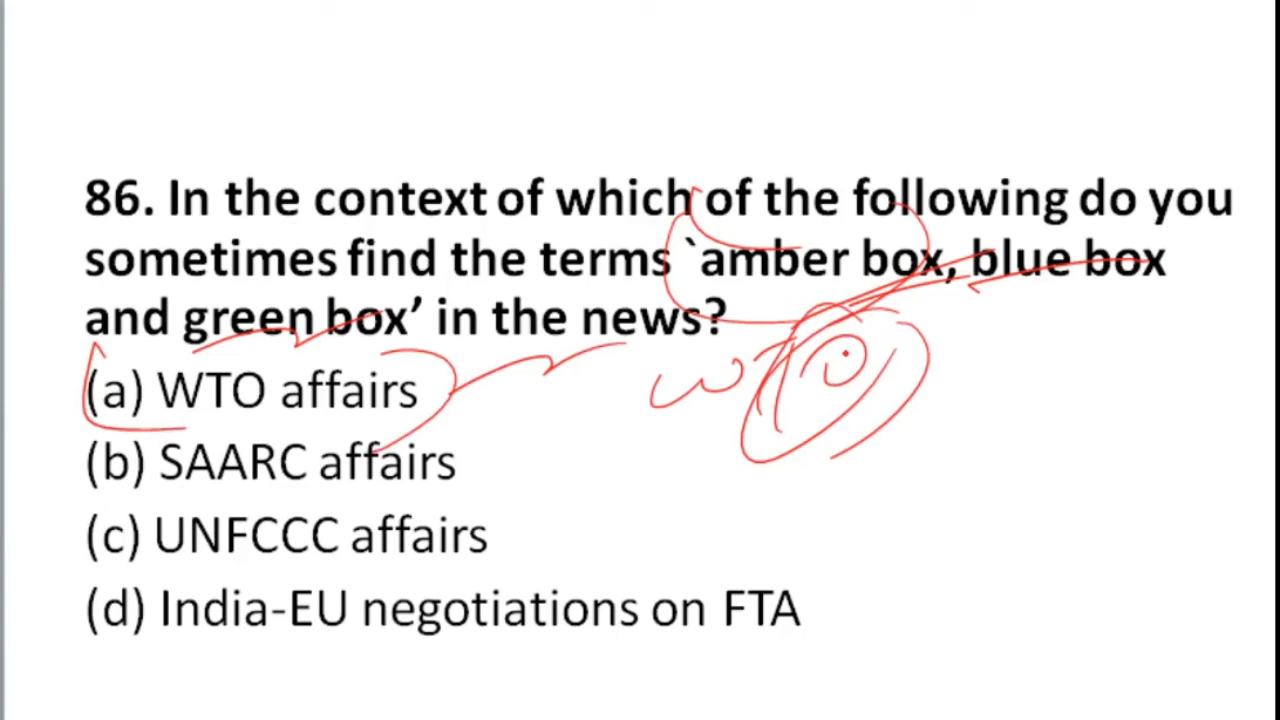 86. In the context of which of the following do you
sometimes find the terms `amber box, blue box
and green box’ in the news?
(a) WTO affairs
WTO
(b) SAARC affairs
(c) UNFCCC affairs
(d) India-EU negotiations on FTA